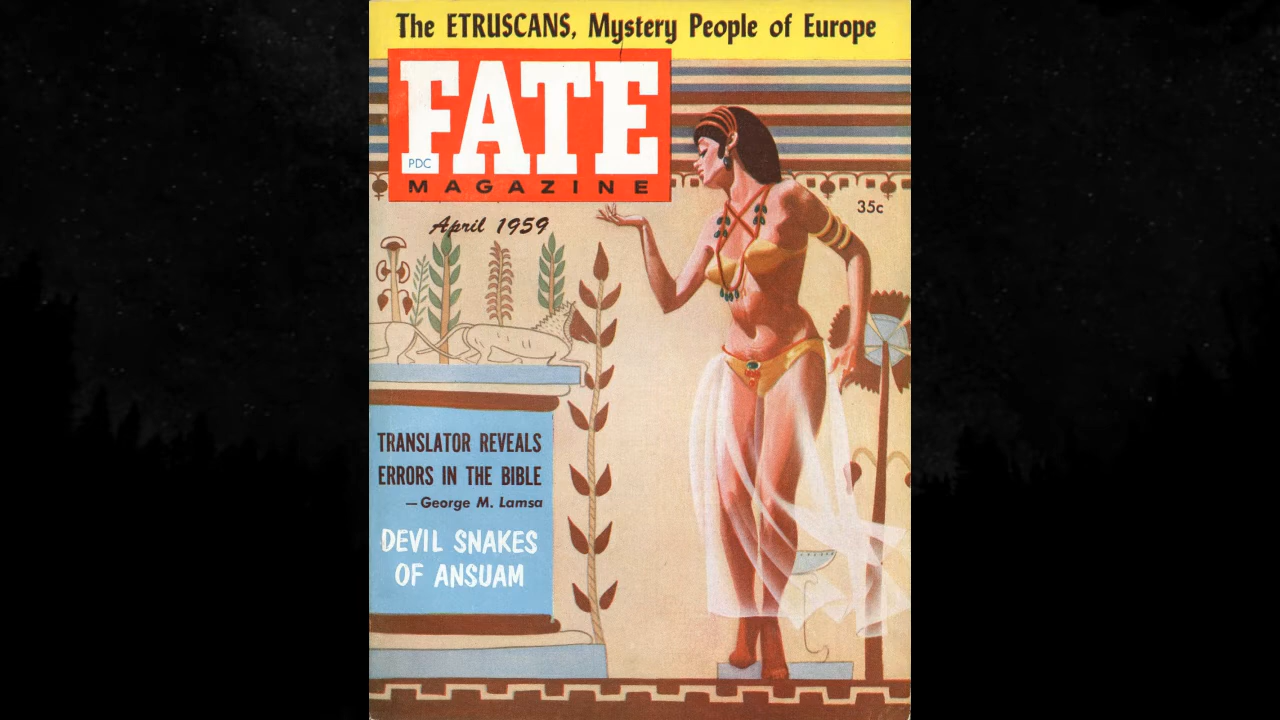 The ETRUSCANS, Mystery People of Europe
FATE
PDC
MAGAZINE
April 1959
35c
TRANSLATOR REVEALS
ERRORS IN THE BIBLE
—George M. Lamsa
DEVIL SNAKES
OF ANSUAM